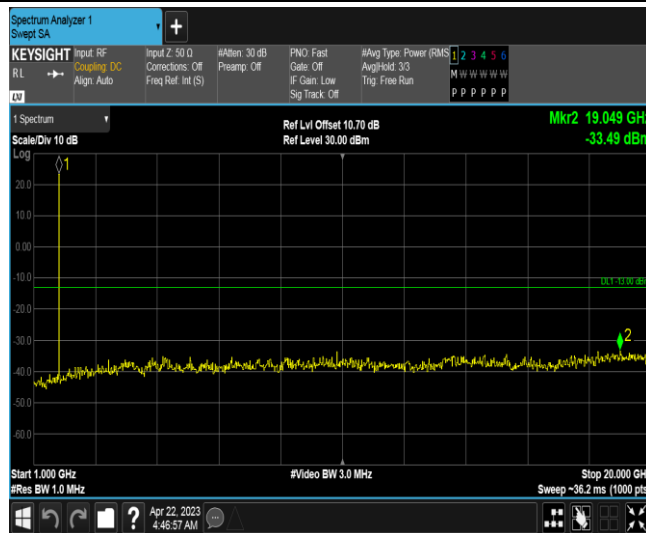 Spectrum Analyzer 1
Swept SA
+
KEYSIGHT
RL
LXI
Input: RF
Coupling: DC
Align: Auto
Input Z: 50 Ω
Corrections: Off
Freq Ref: Int (S)
#Atten: 30 dB
Preamp: Off
PNO: Fast
Gate: Off
IF Gain: Low
Sig Track: Off
#Avg Type: Power (RMS
Avg|Hold: 3/3
Trig: Free Run
1 2 3 4 5 6
M W W W W W
P P P P P P
1 Spectrum
Scale/Div 10 dB
Ref Lvl Offset 10.70 dB
Ref Level 30.00 dBm
Mkr2 19.049 GHz
-33.49 dBm
Log
1
20.0
10.0
0.00
-10.0
DL1 -13.00 dBm
-20.0
-30.0
2
-40.0
-50.0
-60.0
Start 1.000 GHz
#Res BW 1.0 MHz
#Video BW 3.0 MHz
Stop 20.000 GHz
Sweep ~36.2 ms (1000 pts
?
Apr 22, 2023
4:46:57 AM